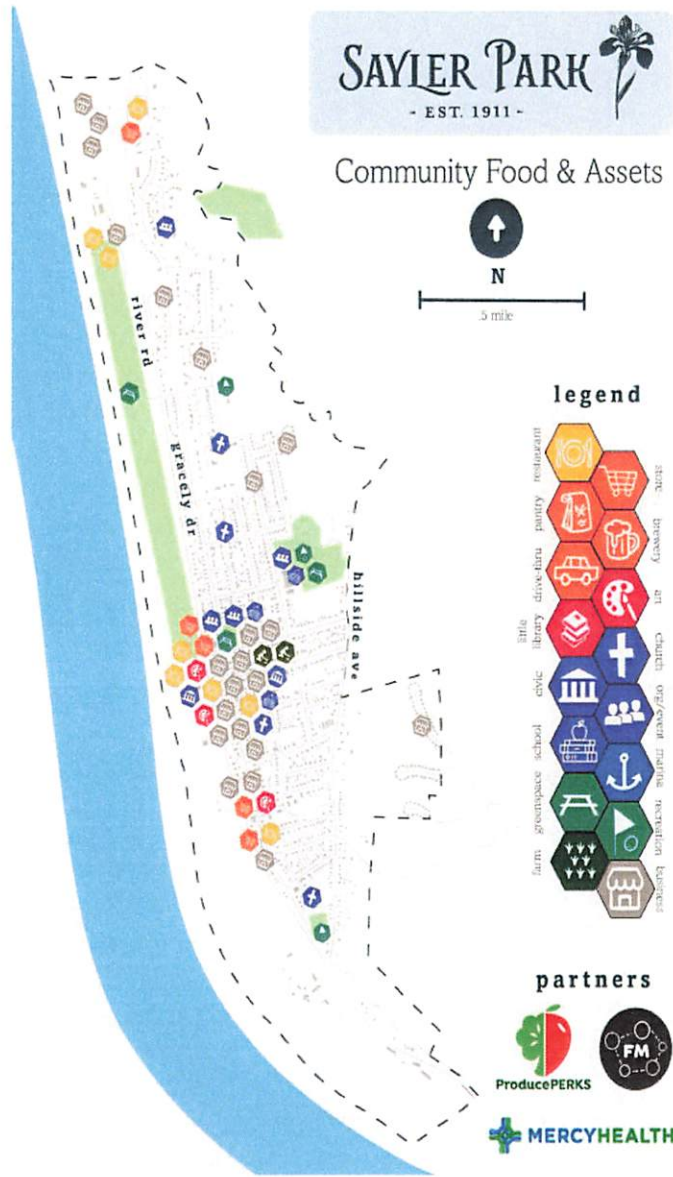 SAYLER PARK
- EST. 1911 -
Community Food & Assets
N
.5 mile
river rd
gracely dr
hillside ave
legend
restaurant
store
pantry
brewery
drive-thru
art
little
library
church
civic
org/event
school
marina
greenspace
recreation
farm
business
partners
ProducePERKS
FM
MERCYHEALTH